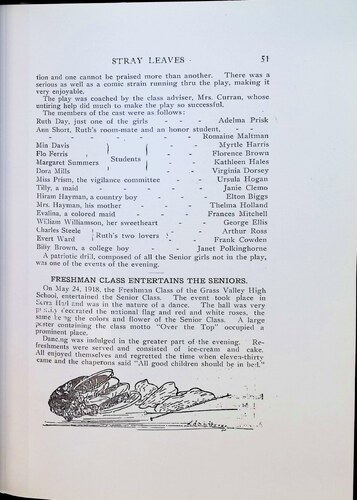 STRAY LEAVES 51
tion and one cannot be praised more than another. There was a
serious as well as a comic strain running thru the play, making it
very enjoyable.
The play was coached by the class adviser, Mrs. Curran, whose
untiring help did much to make the play so successful.
The members of the cast were as follows:
Ruth Day, just one of the girls - - Adelma Prisk
Ann Short, Ruth's room-mate and an honor student, - -
- - - - - - Romaine Maltman
Min Davis ) ( - - Myrtle Harris
Flo Ferris ) Students ( - - Florence Brown
Margaret Summers ) ( - - Kathleen Hales
Dora Mills ) ( - - Virginia Dorsey
Miss Prism, the vigilance committee - - Ursula Hogan
Tilly, a maid - - - - Janie Clemo
Hiram Hayman, a country boy - - Elton Biggs
Mrs. Hayman, his mother - - Thelma Holland
Evalina, a colored maid - - Frances Mitchell
William Williamson, her sweetheart - - George Ellis
Charles Steele ) Ruth's two lovers ( - Arthur Ross
Evert Ward ) ( - Frank Cowden
Billy Brown, a college boy - Janet Polkinghorne
A patriotic drill, composed of all the Senior girls not in the play,
was one of the events of the evening.
FRESHMAN CLASS ENTERTAINS THE SENIORS.
On May 24, 1918, the Freshman Class of the Grass Valley High
School, entertained the Senior Class. The event took place in
Hall and was in the nature of a dance. The hall was very
decorated the national flag and red and white roses, the
same being the colors and flower of the Senior Class. A large
poster containing the class motto "Over the Top" occupied a
prominent place.
Dancing was indulged the greater part of the evening. Re-
freshments were served and consisted of ice-cream and cake.
All enjoyed themselves and regretted the time when eleven-thirty
came and the chaperons said "All good children should be in bed."